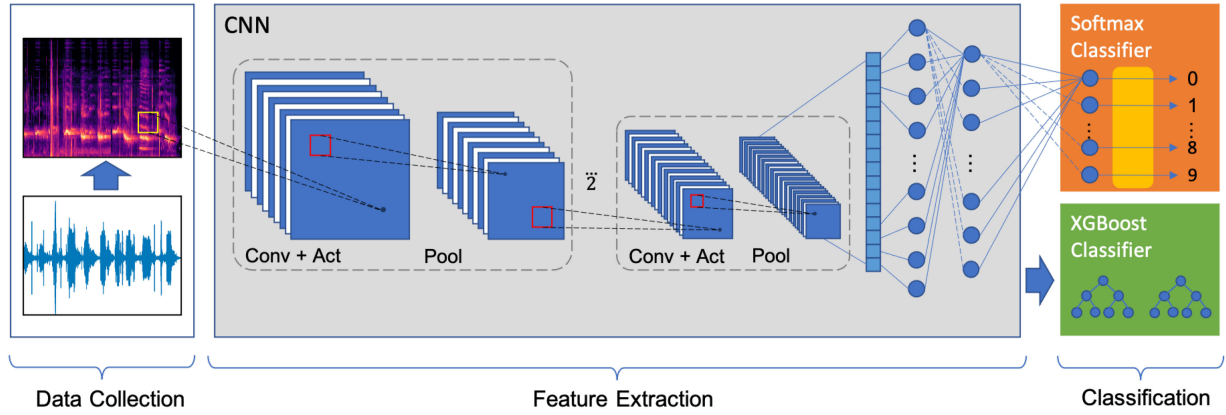 CNN
Conv + Act
Pool
2
Conv + Act
Pool
Softmax
Classifier
0
1
8
9
XGBoost
Classifier
Data Collection
Feature Extraction
Classification